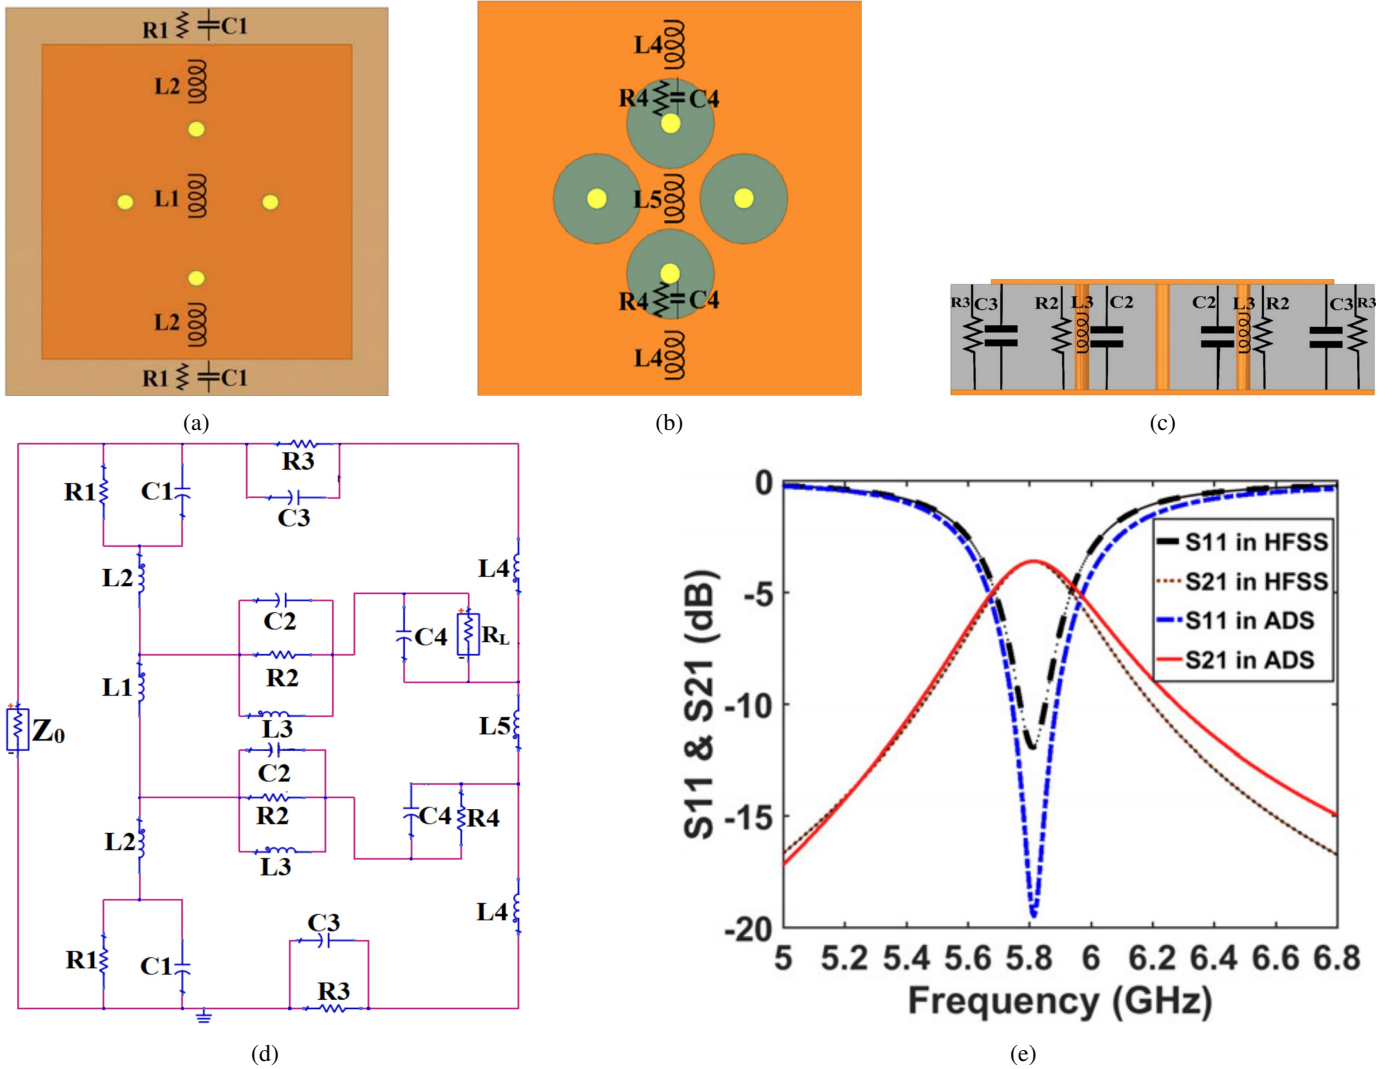 R1 C1
L2
L1
L2
R1 C1
(a)
L4
R4 C4
L5
R4 C4
L4
(b)
R3 C3 R2 L3 C2 C2 L3 R2 C3 R3
(c)
R1 C1 R3
C3
L2 L4
C2 C4 RL
R2
L1 L3 L5
Z0
C2
R2 C4 R4
L2 L3
C3 L4
R1 C1 R3
(d)
0
-5
-10
-15
-20
S11 & S21 (dB)
S11 in HFSS
S21 in HFSS
S11 in ADS
S21 in ADS
5 5.2 5.4 5.6 5.8 6 6.2 6.4 6.6 6.8
Frequency (GHz)
(e)